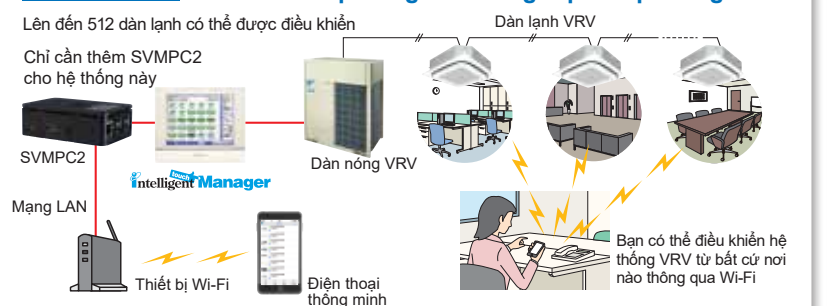 Lên đến 512 dàn lạnh có thể được điều khiển
Dàn lạnh VRV
Chỉ cần thêm SVMPC2
cho hệ thống này
SVMPC2
intelligent touch Manager
Dàn nóng VRV
Mạng LAN
Thiết bị Wi-Fi
Điện thoại
thông minh
Bạn có thể điều khiển hệ
thống VRV từ bất cứ nơi
nào thông qua Wi-Fi